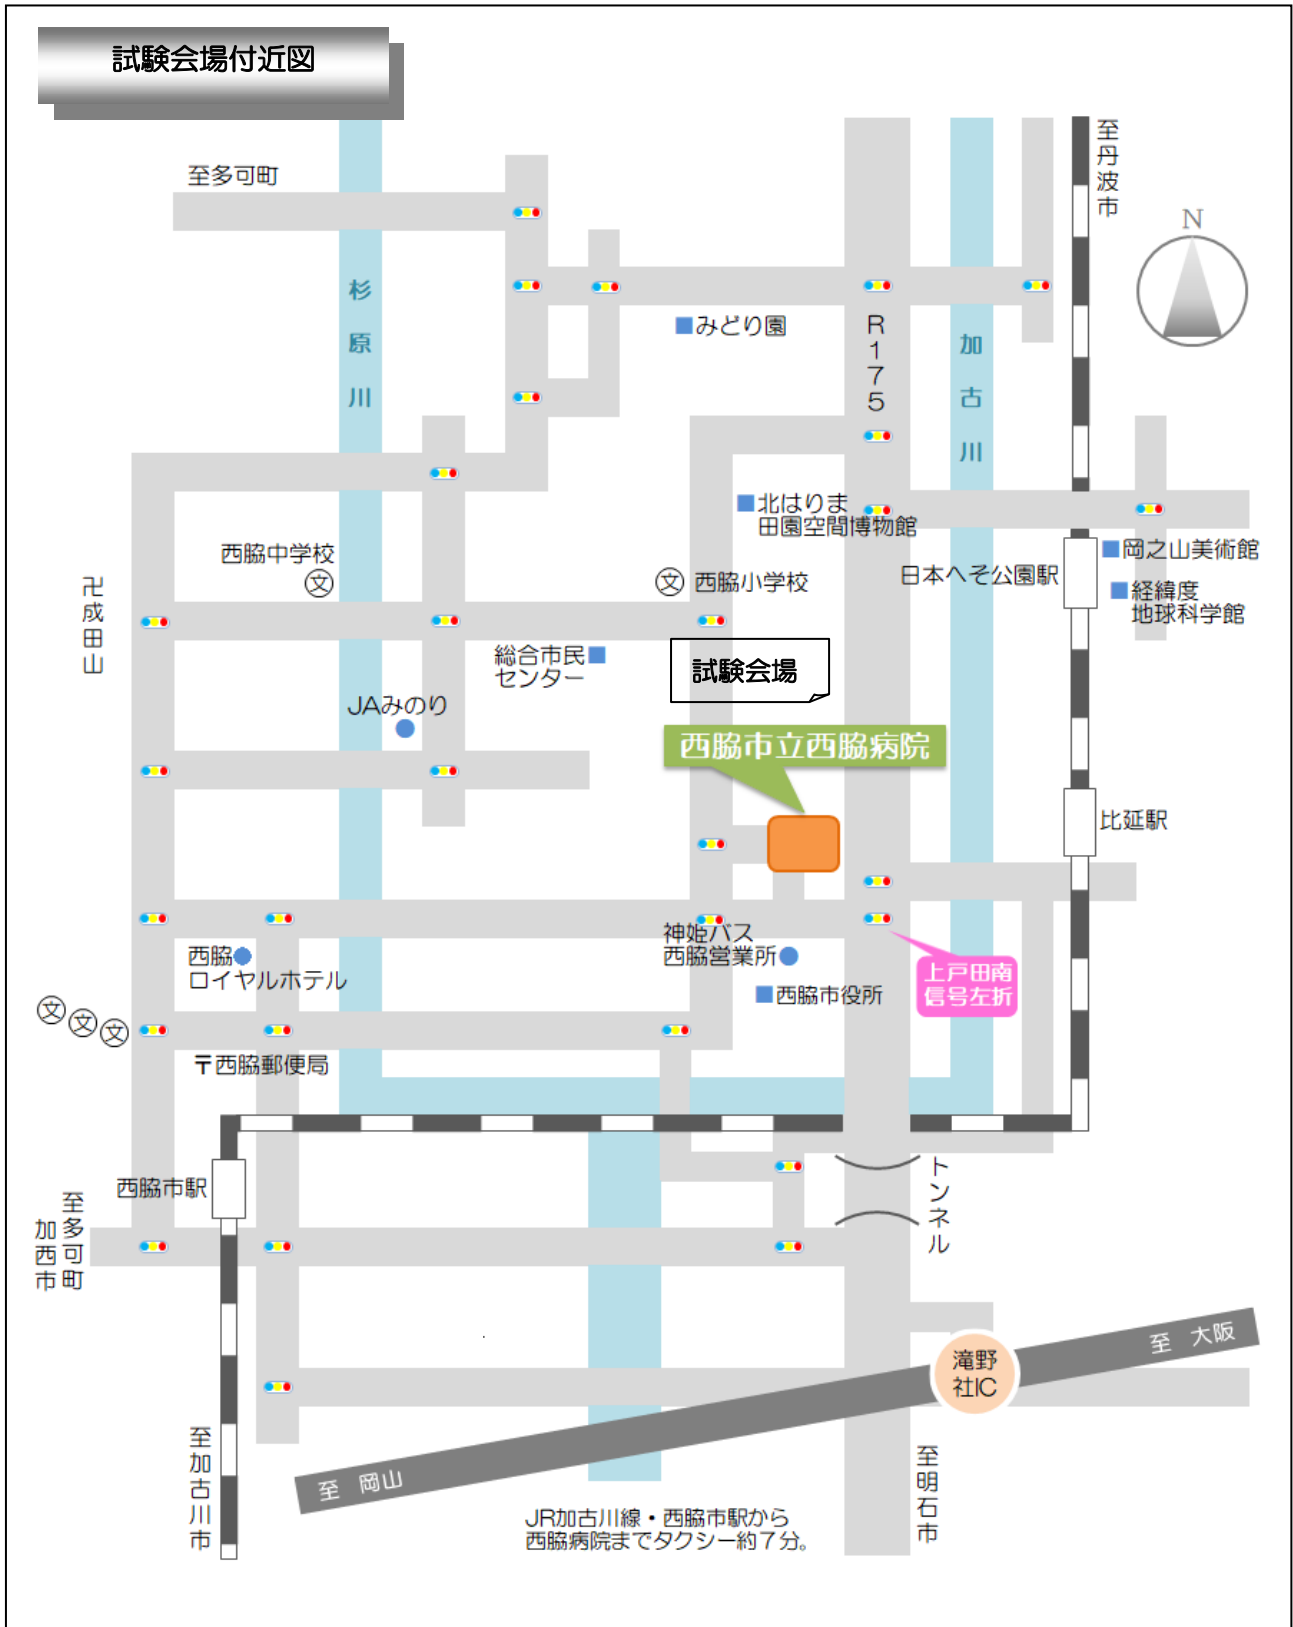 試験会場付近図
至多可町
至丹波市
N
杉原川
みどり園
R175
加古川
北はりま
田園空間博物館
西脇中学校
文
文
西脇小学校
日本へそ公園駅
岡之山美術館
経緯度
地球科学館
卍成田山
総合市民
センター
試験会場
JAみのり
西脇市立西脇病院
比延駅
神姫バス
西脇営業所
西脇
ロイヤルホテル
上戸田南
信号左折
西脇市役所
文
文
文
〒西脇郵便局
西脇市駅
トンネル
至多可町
加西市
至 大阪
滝野
社IC
至加古川市
至 岡山
至明石市
JR加古川線・西脇市駅から
西脇病院までタクシー約7分。